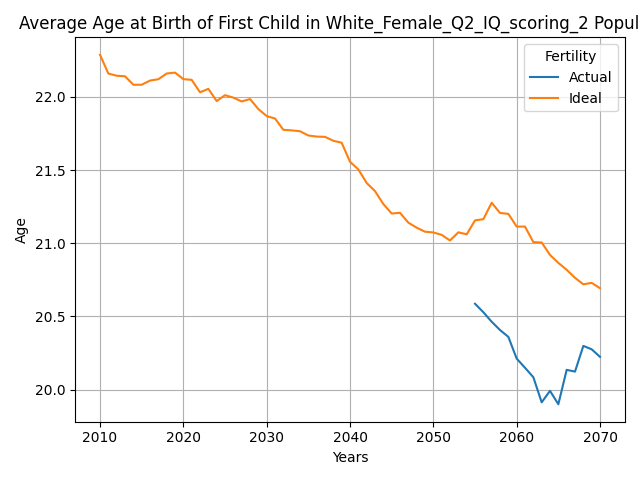 Average Age at Birth of First Child in White_Female_Q2_IQ_scoring_2 Popul
Fertility
Actual
Ideal
22.0
21.5
21.0
20.5
20.0
Age
2010 2020 2030 2040 2050 2060 2070
Years